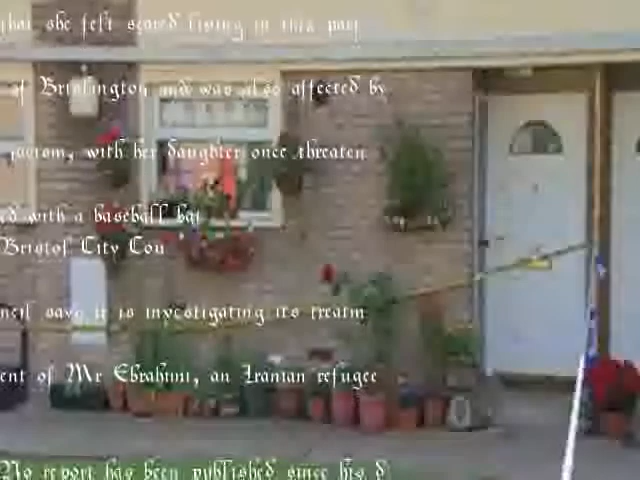 that she felt scared living in this part
of Brislington and was also affected by
racism, with her daughter once threaten
ed with a baseball bat
Bristol City Cou
ncil says it is investigating its treatm
ent of Mr Ebrahimi, an Iranian refugee
No report has been published since his d